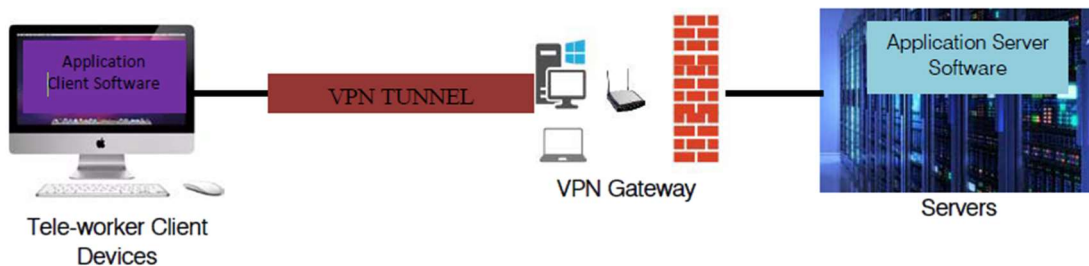 Application
Client Software
VPN TUNNEL
Application Server
Software
VPN Gateway
Servers
Tele-worker Client
Devices